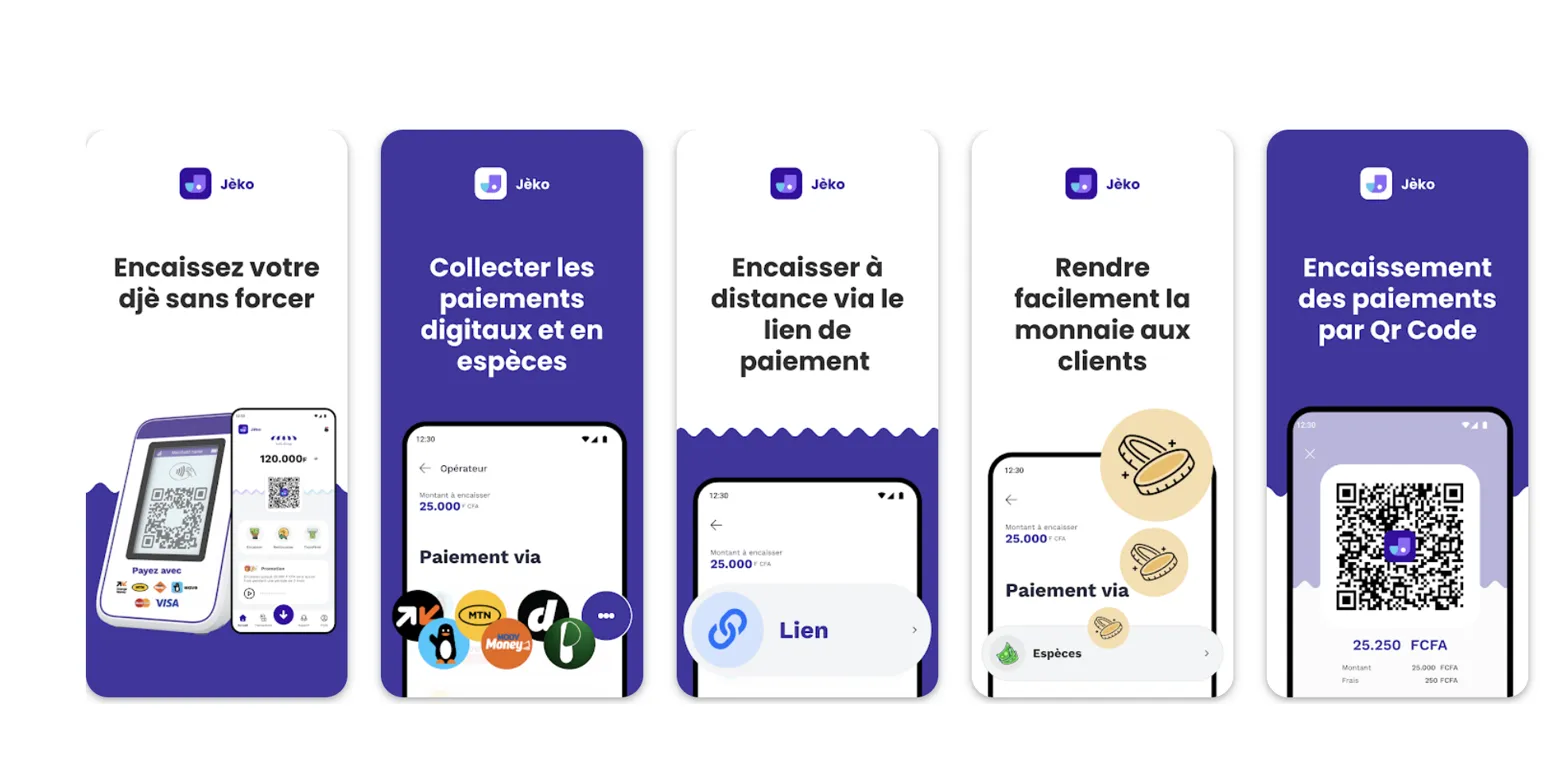 Jèko
Encaissez votre
djè sans forcer
120.000F
Payez avec
MTN
wave
VISA
Promotion
Jèko
Collecter les
paiements
digitaux et en
espèces
12:30
Opérateur
Montant à encaisser
25.000 F CFA
Paiement via
MTN
MOOV
Money
Jèko
Encaisser à
distance via le
lien de
paiement
12:30
Montant à encaisser
25.000 F CFA
Lien
Jèko
Rendre
facilement la
monnaie aux
clients
12:30
Montant à encaisser
25.000 F CFA
Paiement via
Espèces
Jèko
Encaissement
des paiements
par Qr Code
12:30
25.250 FCFA
Montant 25.000 FCFA
Frais 250 FCFA